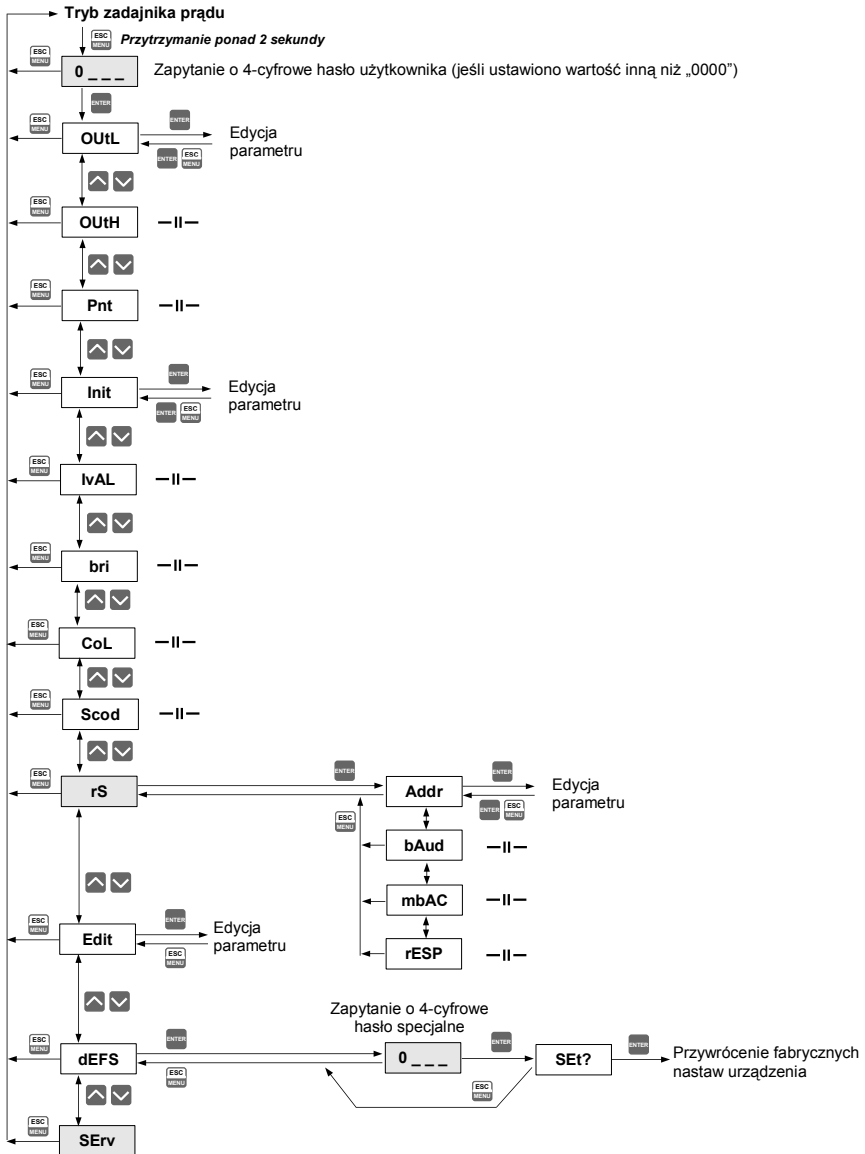 Tryb zadajnika prądu
ESC
MENU
Przytrzymanie ponad 2 sekundy
ESC
MENU
0 _ _ _
Zapytanie o 4-cyfrowe hasło użytkownika (jeśli ustawiono wartość inną niż „0000”)
ENTER
ESC
MENU
OUtL
ENTER
ENTER
ESC
MENU
Edycja
parametru
ESC
MENU
OUtH
—II—
ESC
MENU
Pnt
—II—
ESC
MENU
Init
ENTER
ENTER
ESC
MENU
Edycja
parametru
ESC
MENU
IvAL
—II—
ESC
MENU
bri
—II—
ESC
MENU
CoL
—II—
ESC
MENU
Scod
—II—
ESC
MENU
rS
ENTER
ESC
MENU
Addr
ENTER
ENTER
ESC
MENU
Edycja
parametru
bAud
—II—
mbAC
—II—
rESP
—II—
ESC
MENU
Edit
ENTER
ESC
MENU
Edycja
parametru
Zapytanie o 4-cyfrowe
hasło specjalne
ESC
MENU
dEFS
ENTER
ESC
MENU
0 _ _ _
ENTER
ESC
MENU
SEt?
ENTER
Przywrócenie fabrycznych
nastaw urządzenia
ESC
MENU
SErv